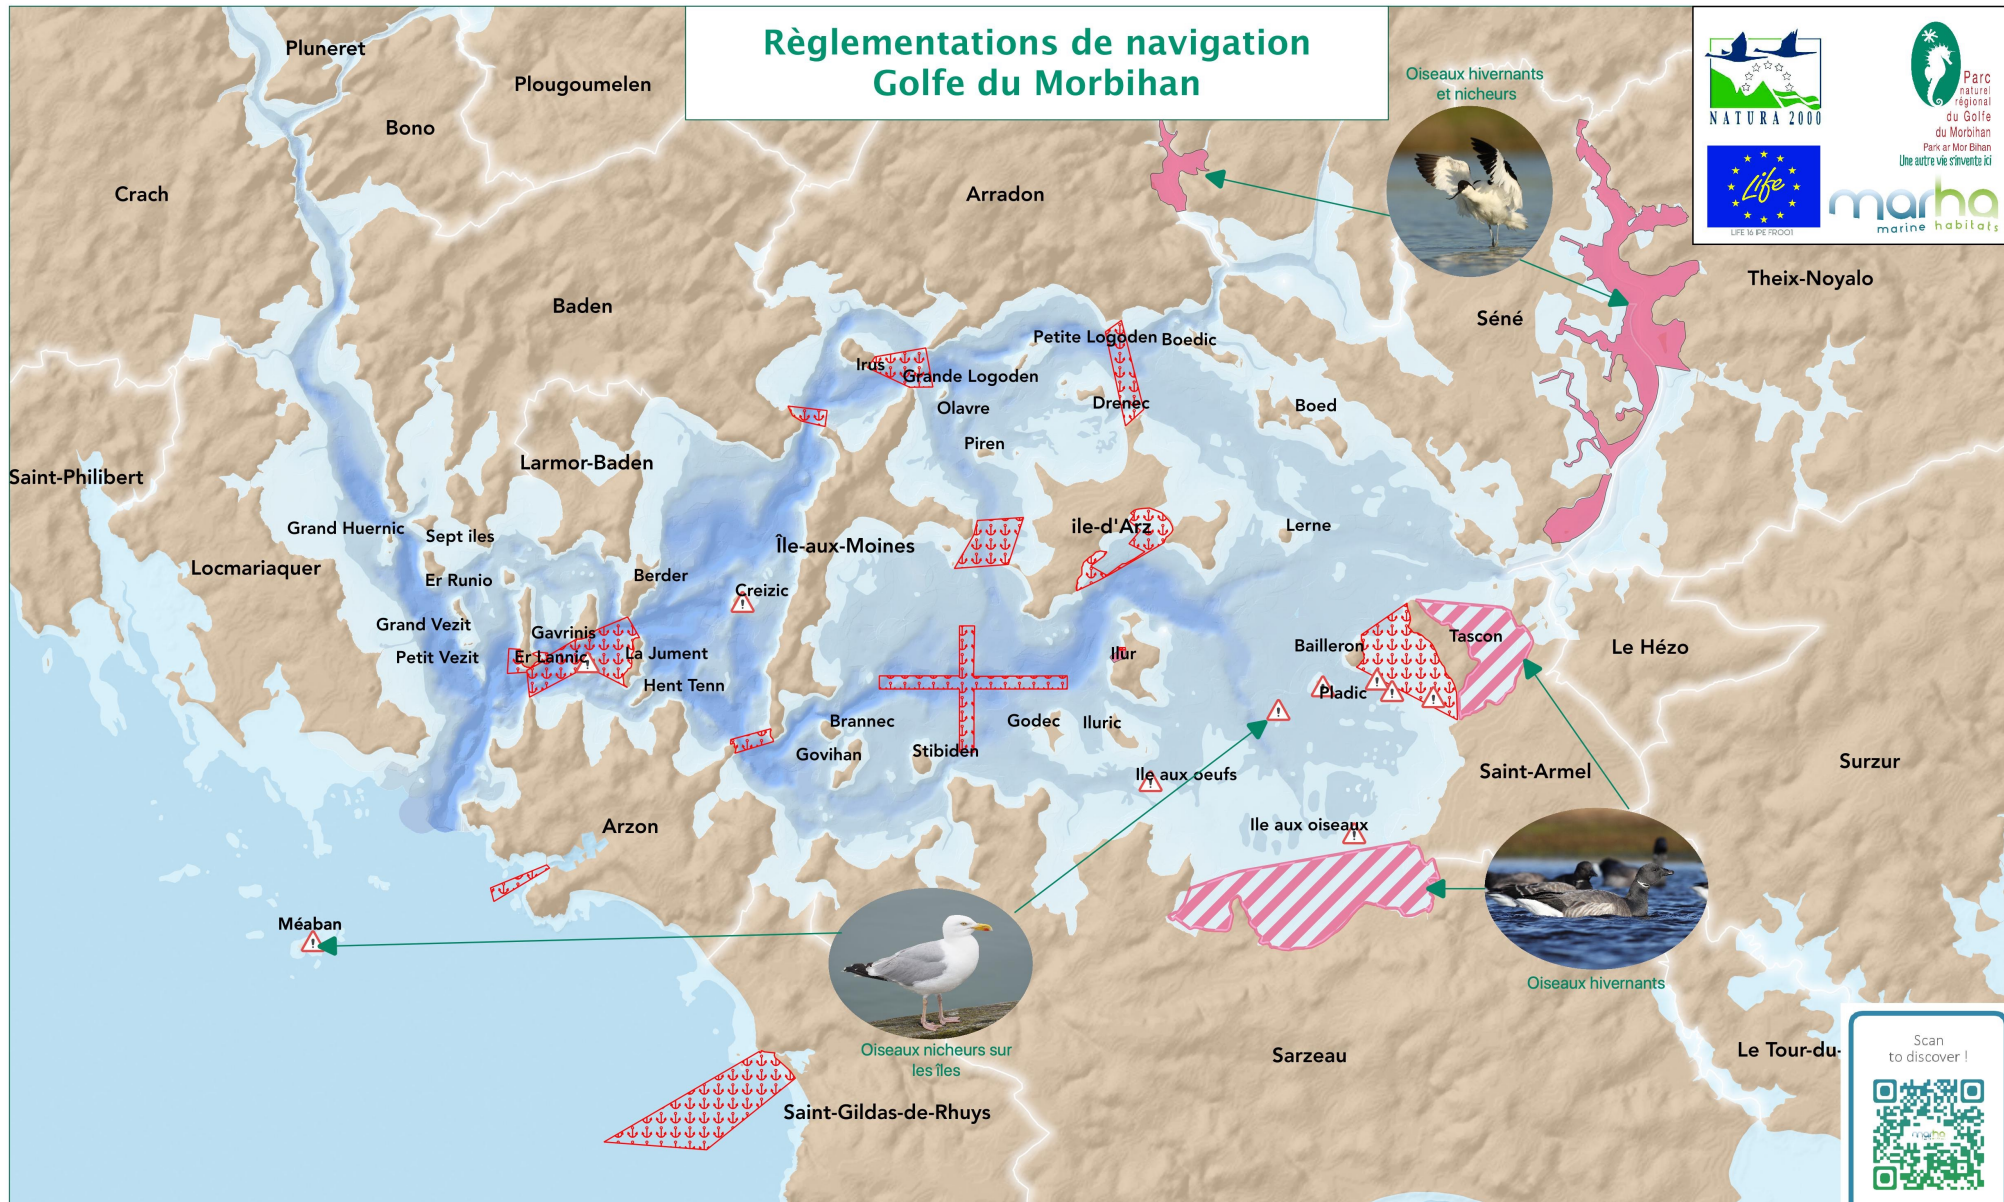 Règlementations de navigation
Golfe du Morbihan
NATURA 2000
Parc
naturel
régional
du Golfe
du Morbihan
Park ar Mor Bihan
Une autre vie s'invente ici
Life
LIFE 16 IPE FR001
marha
marine habitats
Oiseaux hivernants
et nicheurs
Pluneret
Plougoumelen
Bono
Crach
Arradon
Baden
Theix-Noyalo
Séné
Petite Logoden
Boedic
Irus
Grande Logoden
Olavre
Drenec
Boed
Piren
Larmor-Baden
Saint-Philibert
Grand Huernic
Sept iles
Île-aux-Moines
ile-d'Arz
Lerne
Locmariaquer
Er Runio
Berder
Creizic
Grand Vezit
Gavrinis
Petit Vezit
Er Lannic
La Jument
Hent Tenn
Ilur
Bailleron
Tascon
Le Hézo
Pladic
Brannec
Godec
Iluric
Govihan
Stibiden
Ile aux oeufs
Saint-Armel
Surzur
Arzon
Ile aux oiseaux
Méaban
Oiseaux hivernants
Oiseaux nicheurs sur
les îles
Sarzeau
Le Tour-du-
Saint-Gildas-de-Rhuys
Scan
to discover !
marha